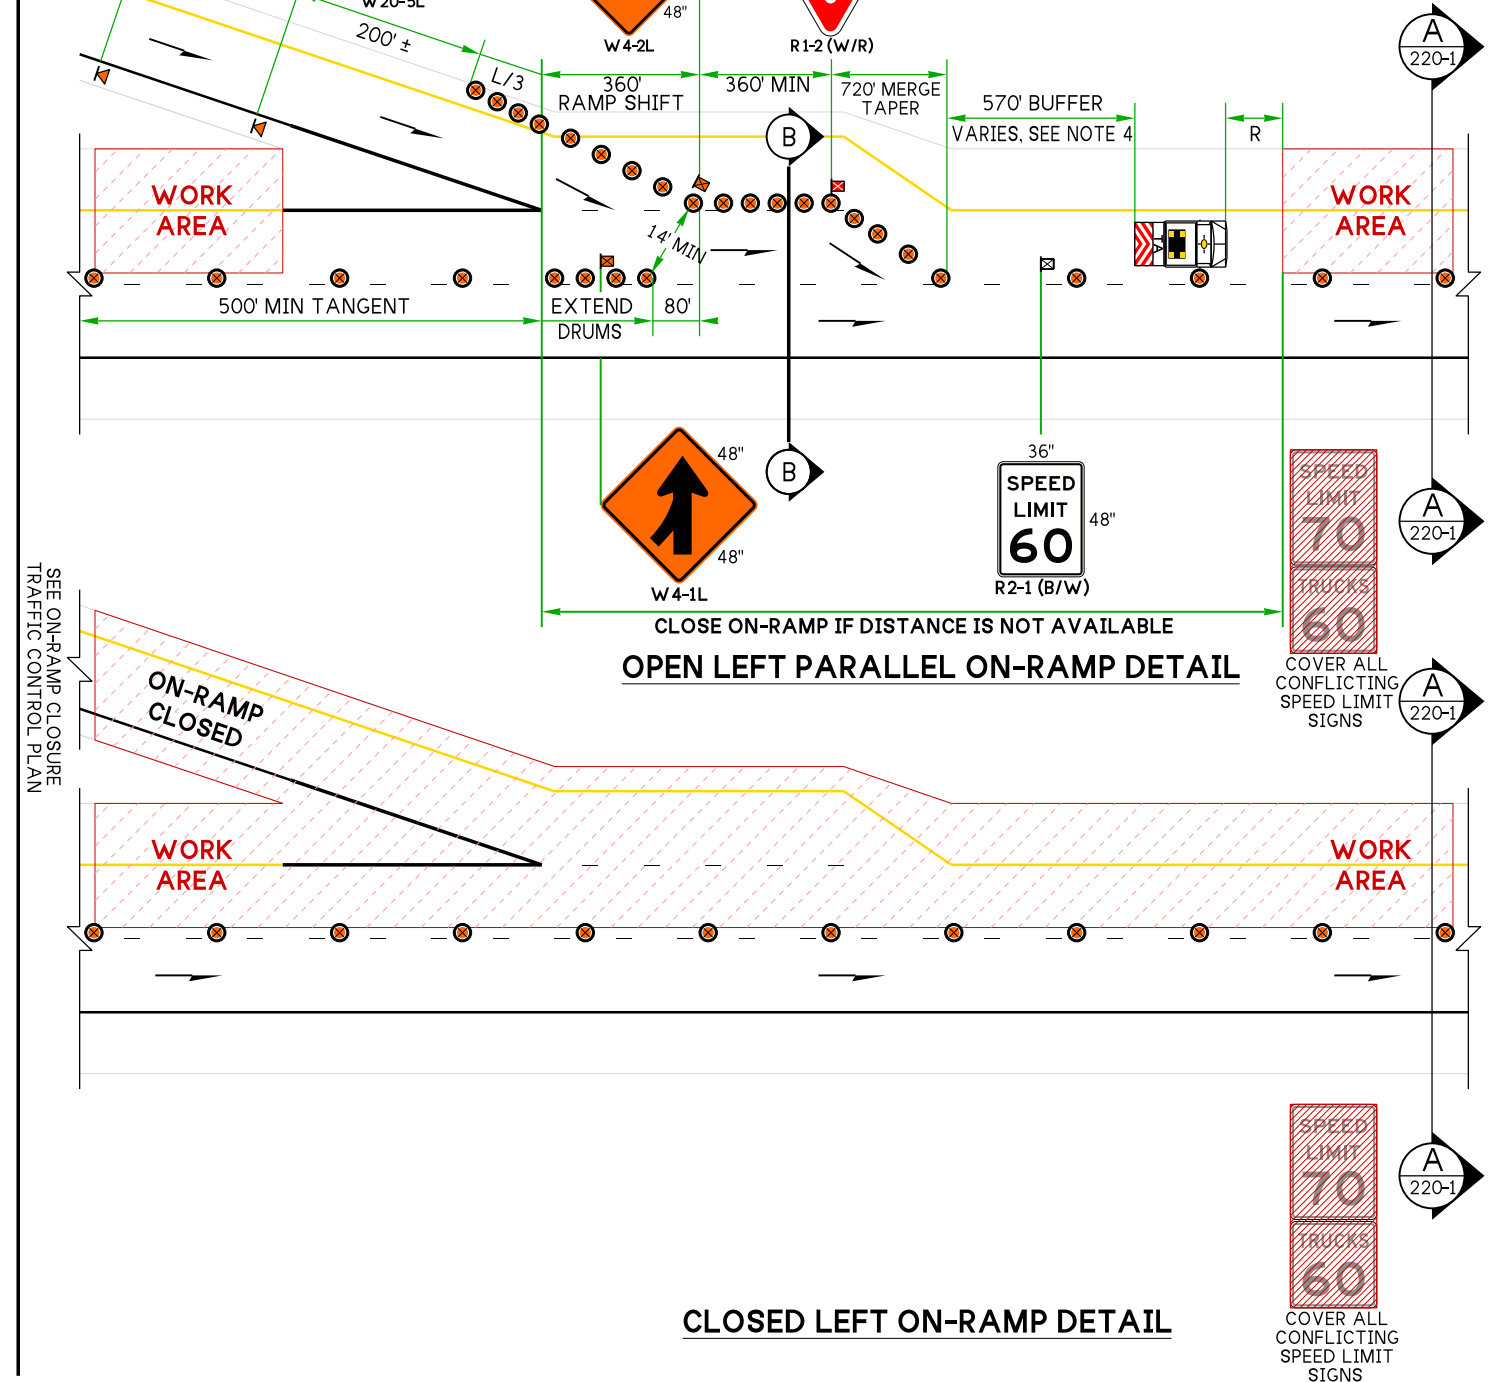 W20-5L
48"
W4-2L
R1-2 (W/R)
A
220-1
200' ±
L/3
360'
RAMP SHIFT
360' MIN
720' MERGE
TAPER
570' BUFFER
VARIES, SEE NOTE 4
R
B
WORK
AREA
14' MIN
WORK
AREA
500' MIN TANGENT
EXTEND
DRUMS
80'
48"
48"
W4-1L
B
36"
SPEED
LIMIT
60
48"
R2-1 (B/W)
SPEED
LIMIT
70
TRUCKS
60
A
220-1
CLOSE ON-RAMP IF DISTANCE IS NOT AVAILABLE
OPEN LEFT PARALLEL ON-RAMP DETAIL
COVER ALL
CONFLICTING
SPEED LIMIT
SIGNS
A
220-1
SEE ON-RAMP CLOSURE
TRAFFIC CONTROL PLAN
ON-RAMP
CLOSED
WORK
AREA
WORK
AREA
SPEED
LIMIT
70
TRUCKS
60
A
220-1
CLOSED LEFT ON-RAMP DETAIL
COVER ALL
CONFLICTING
SPEED LIMIT
SIGNS